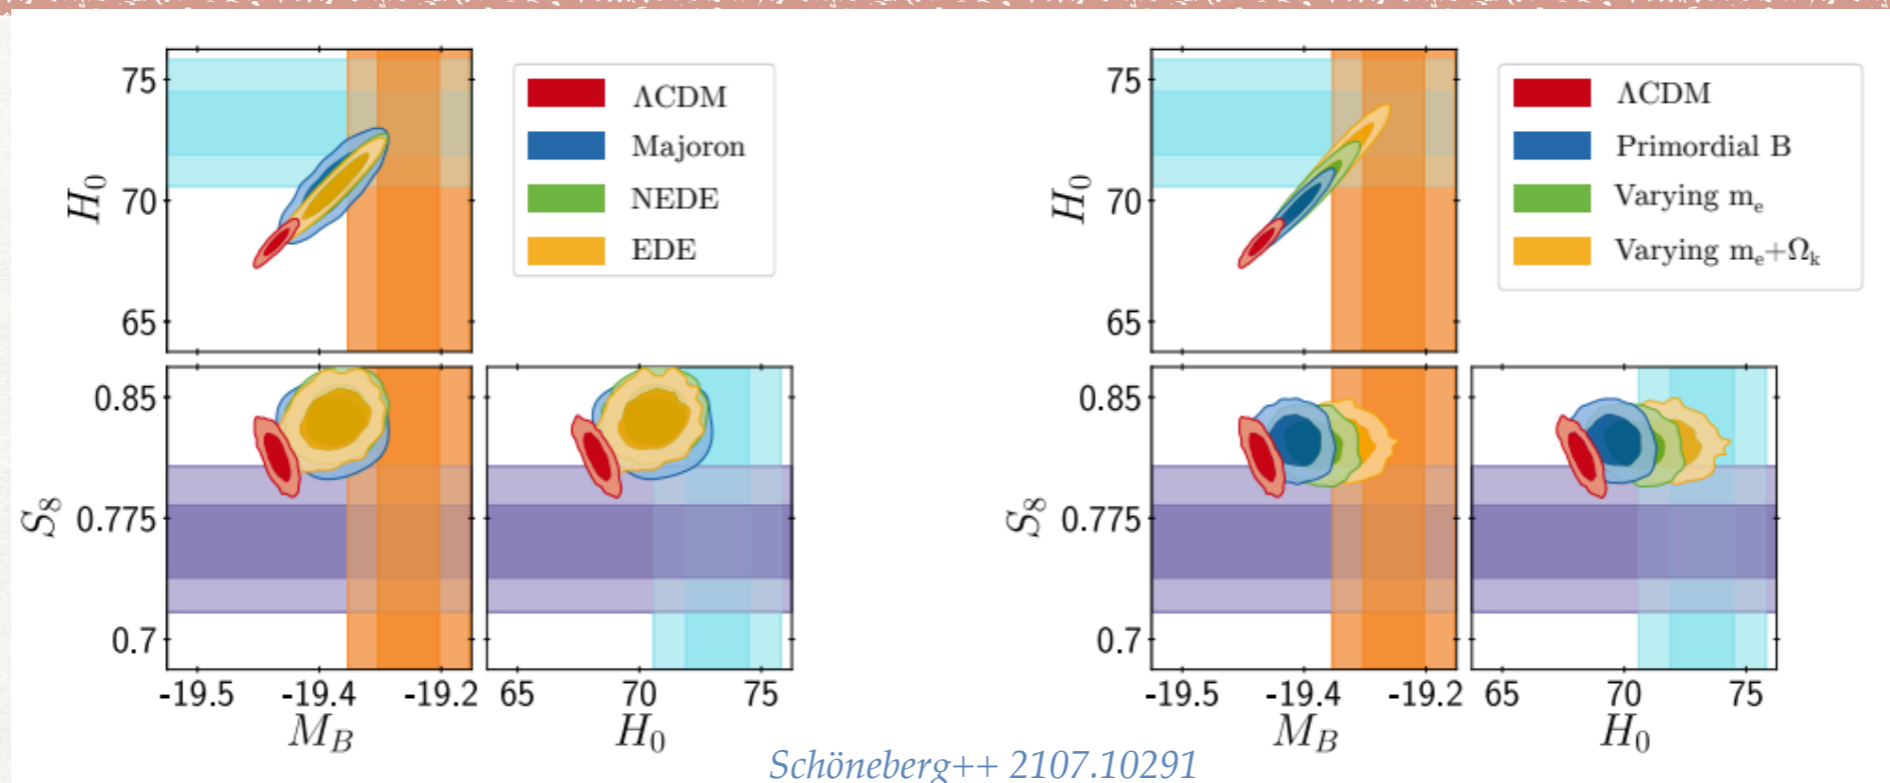 75
70
65
H₀
ΛCDM
Majoron
NEDE
EDE
0.85
0.775
0.7
S₈
-19.5 -19.4 -19.2
65 70 75
M_B
H₀
75
70
65
H₀
ΛCDM
Primordial B
Varying mₑ
Varying mₑ+Ωₖ
0.85
0.775
0.7
S₈
-19.5 -19.4 -19.2
65 70 75
M_B
H₀
Schöneberg++ 2107.10291